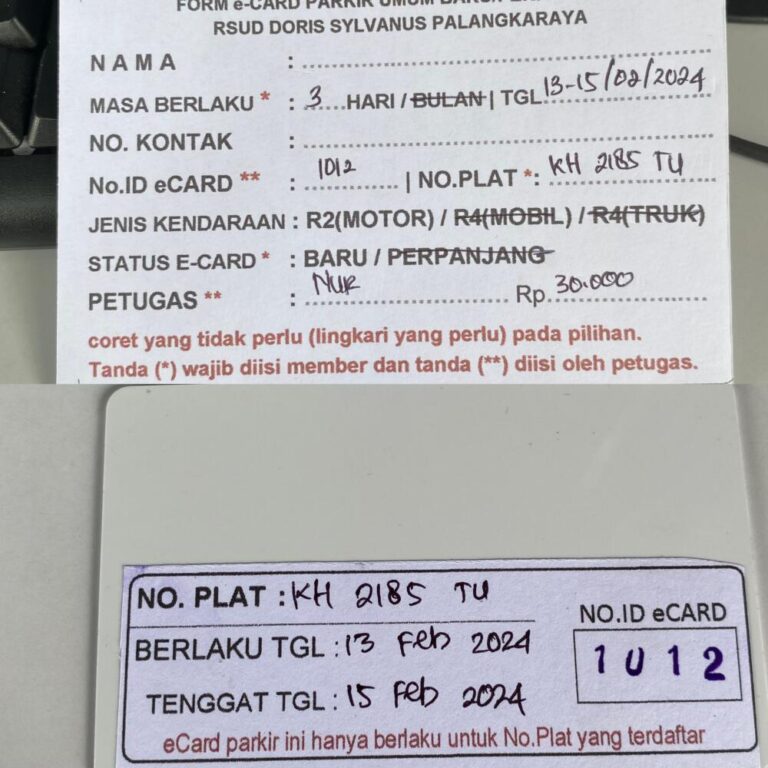 FORM e-CARD PARKIR UMUM
RSUD DORIS SYLVANUS PALANGKARAYA
NAMA :
MASA BERLAKU * : 3 HARI / BULAN | TGL 13-15/02/2024
NO. KONTAK :
No.ID eCARD ** : 1012 | NO.PLAT *: KH 2185 TU
JENIS KENDARAAN : R2(MOTOR) / R4(MOBIL) / R4(TRUK)
STATUS E-CARD * : BARU / PERPANJANG
PETUGAS ** : NUR Rp. 30.000
coret yang tidak perlu (lingkari yang perlu) pada pilihan.
Tanda (*) wajib diisi member dan tanda (**) diisi oleh petugas.
NO. PLAT : KH 2185 TU
BERLAKU TGL : 13 Feb 2024
TENGGAT TGL : 15 Feb 2024
NO.ID eCARD
1012
eCard parkir ini hanya berlaku untuk No.Plat yang terdaftar